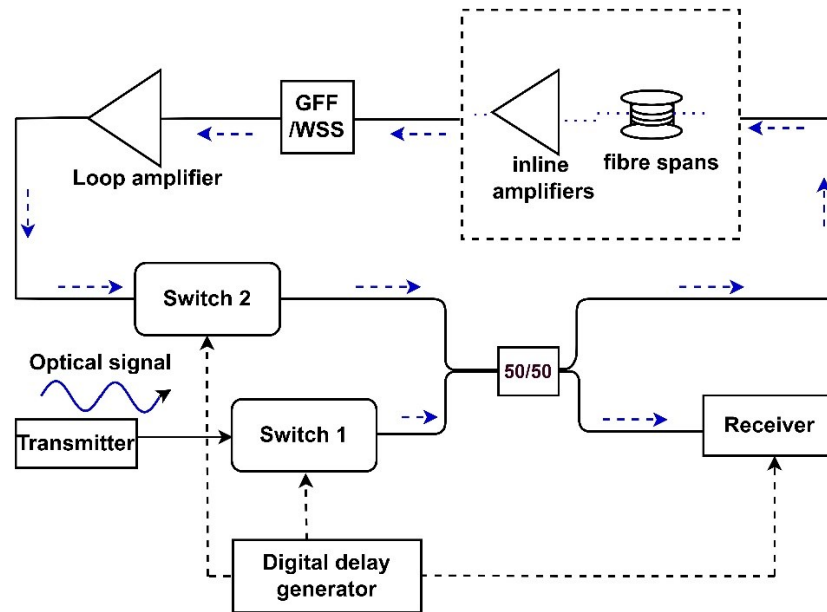 GFF
/WSS
Loop amplifier
inline
amplifiers
fibre spans
Switch 2
Optical signal
50/50
Transmitter
Switch 1
Receiver
Digital delay
generator